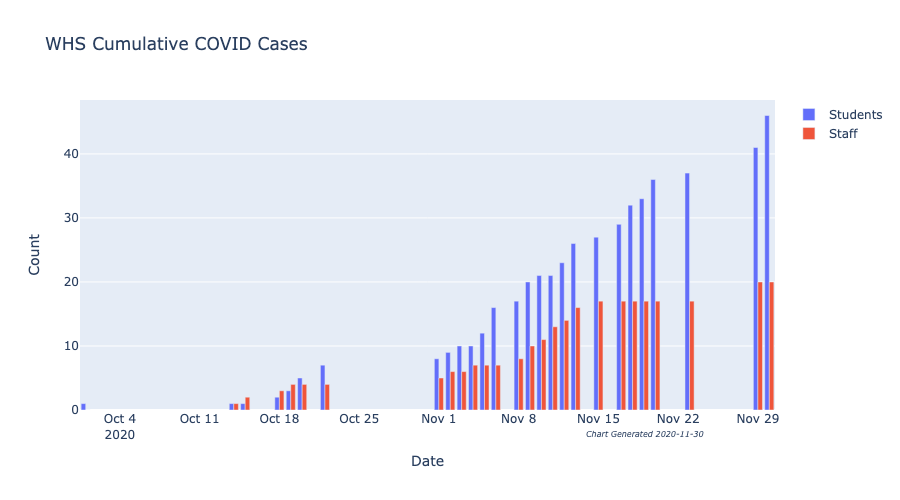 WHS Cumulative COVID Cases
Students
Staff
Count
40
30
20
10
0
Oct 4 Oct 11 Oct 18 Oct 25 Nov 1 Nov 8 Nov 15 Nov 22 Nov 29
2020
Chart Generated 2020-11-30
Date